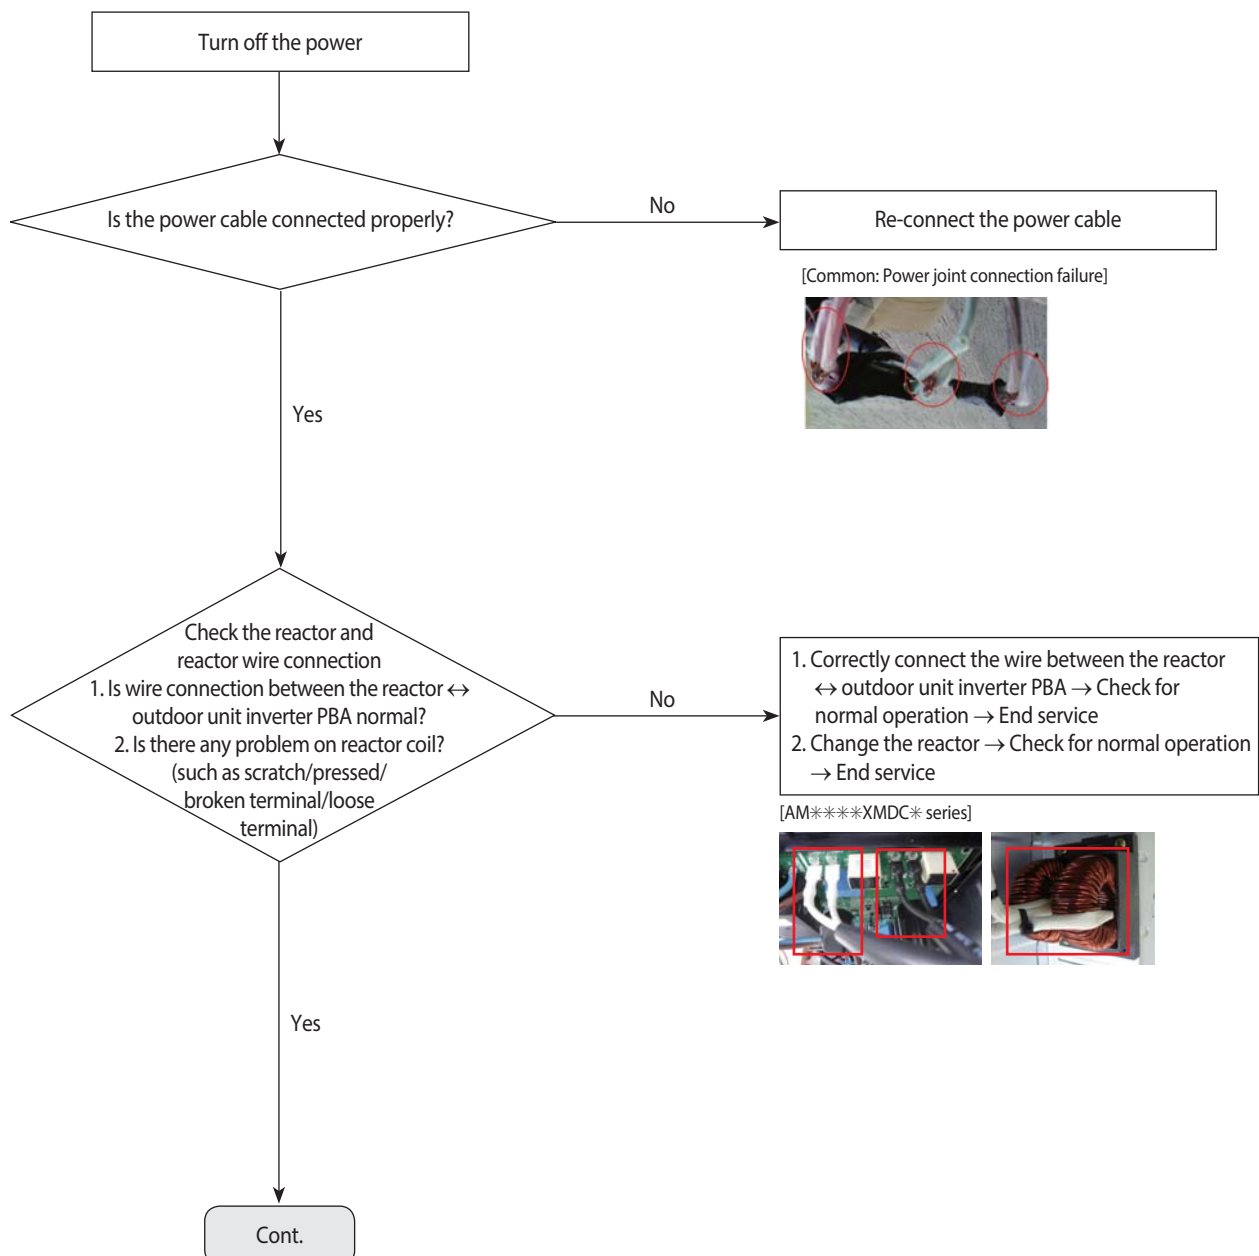 Turn off the power
Is the power cable connected properly?
No
Re-connect the power cable
[Common: Power joint connection failure]
Yes
Check the reactor and
reactor wire connection
1. Is wire connection between the reactor ↔
outdoor unit inverter PBA normal?
2. Is there any problem on reactor coil?
(such as scratch/pressed/
broken terminal/loose
terminal)
No
1. Correctly connect the wire between the reactor
↔ outdoor unit inverter PBA → Check for
normal operation → End service
2. Change the reactor → Check for normal operation
→ End service
[AM✳✳✳✳XMDC✳ series]
Yes
Cont.